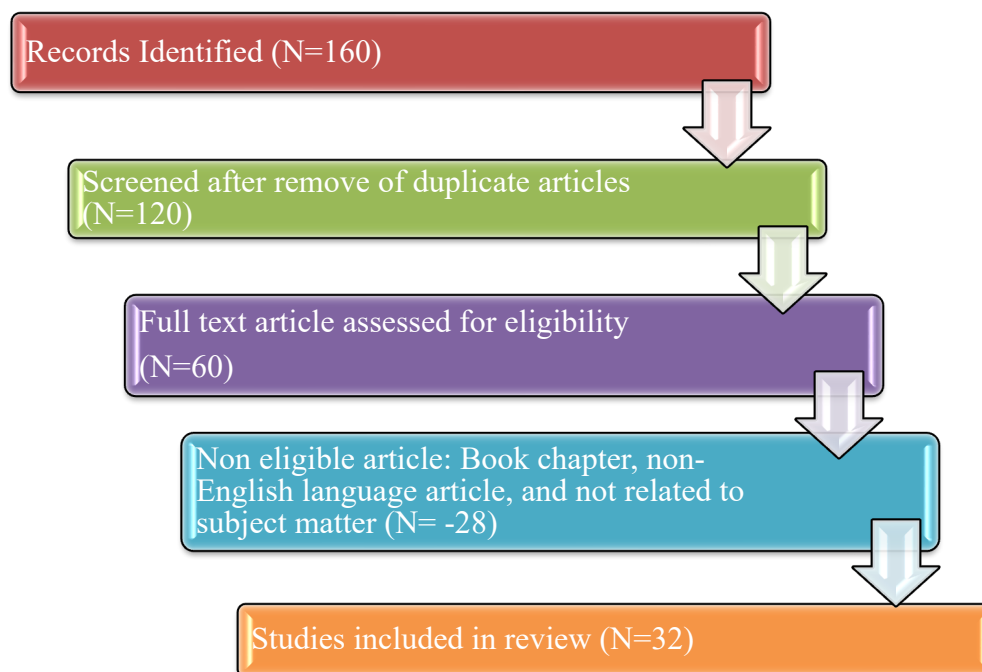 Records Identified (N=160)
Screened after remove of duplicate articles
(N=120)
Full text article assessed for eligibility
(N=60)
Non eligible article: Book chapter, non-
English language article, and not related to
subject matter (N= -28)
Studies included in review (N=32)